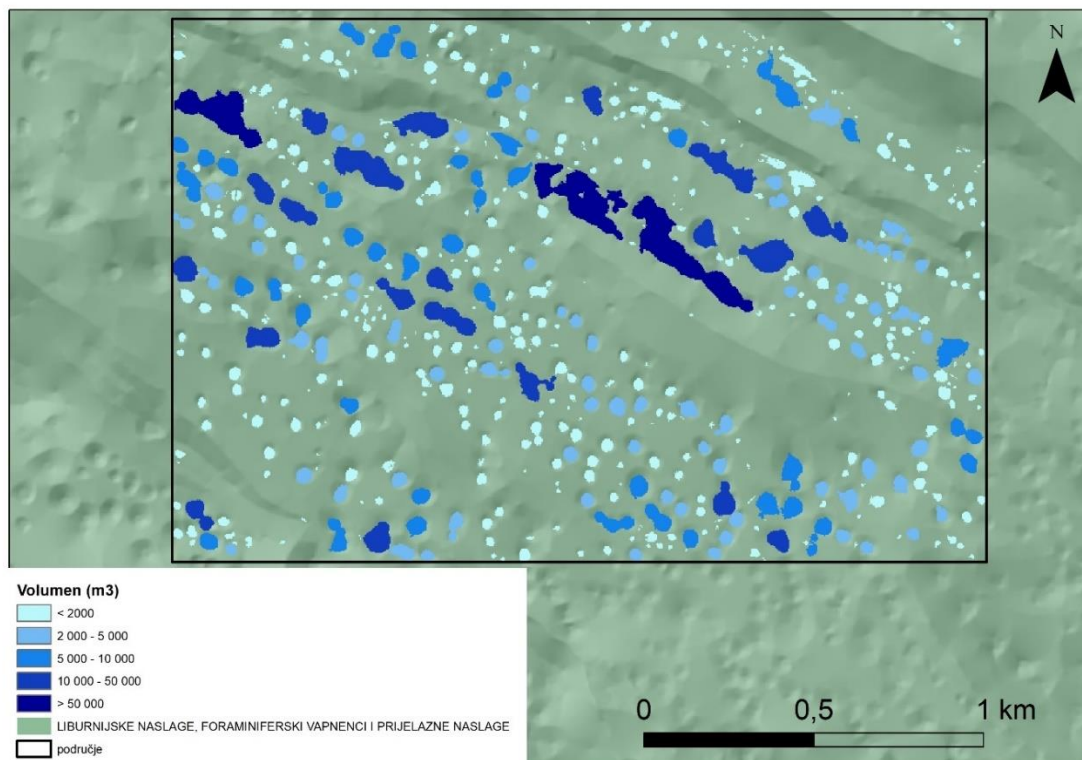 N
Volumen (m3)
< 2000
2 000 - 5 000
5 000 - 10 000
10 000 - 50 000
> 50 000
LIBURNIJSKE NASLAGE, FORAMINIFERSKI VAPNENCI I PRIJELAZNE NASLAGE
područje
0 0,5 1 km